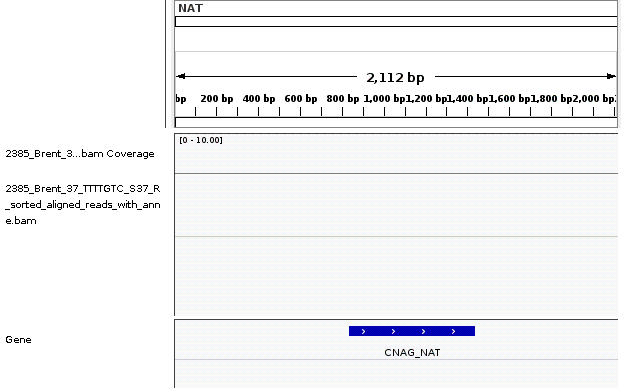 NAT
2,112 bp
bp 200 bp 400 bp 600 bp 800 bp 1,000 bp 1,200 bp 1,400 bp 1,600 bp 1,800 bp 2,000 bp
[0 - 10.00]
2385_Brent_3...bam Coverage
2385_Brent_37_TTTTGTC_S37_R
_sorted_aligned_reads_with_ann
e.bam
Gene
CNAG_NAT